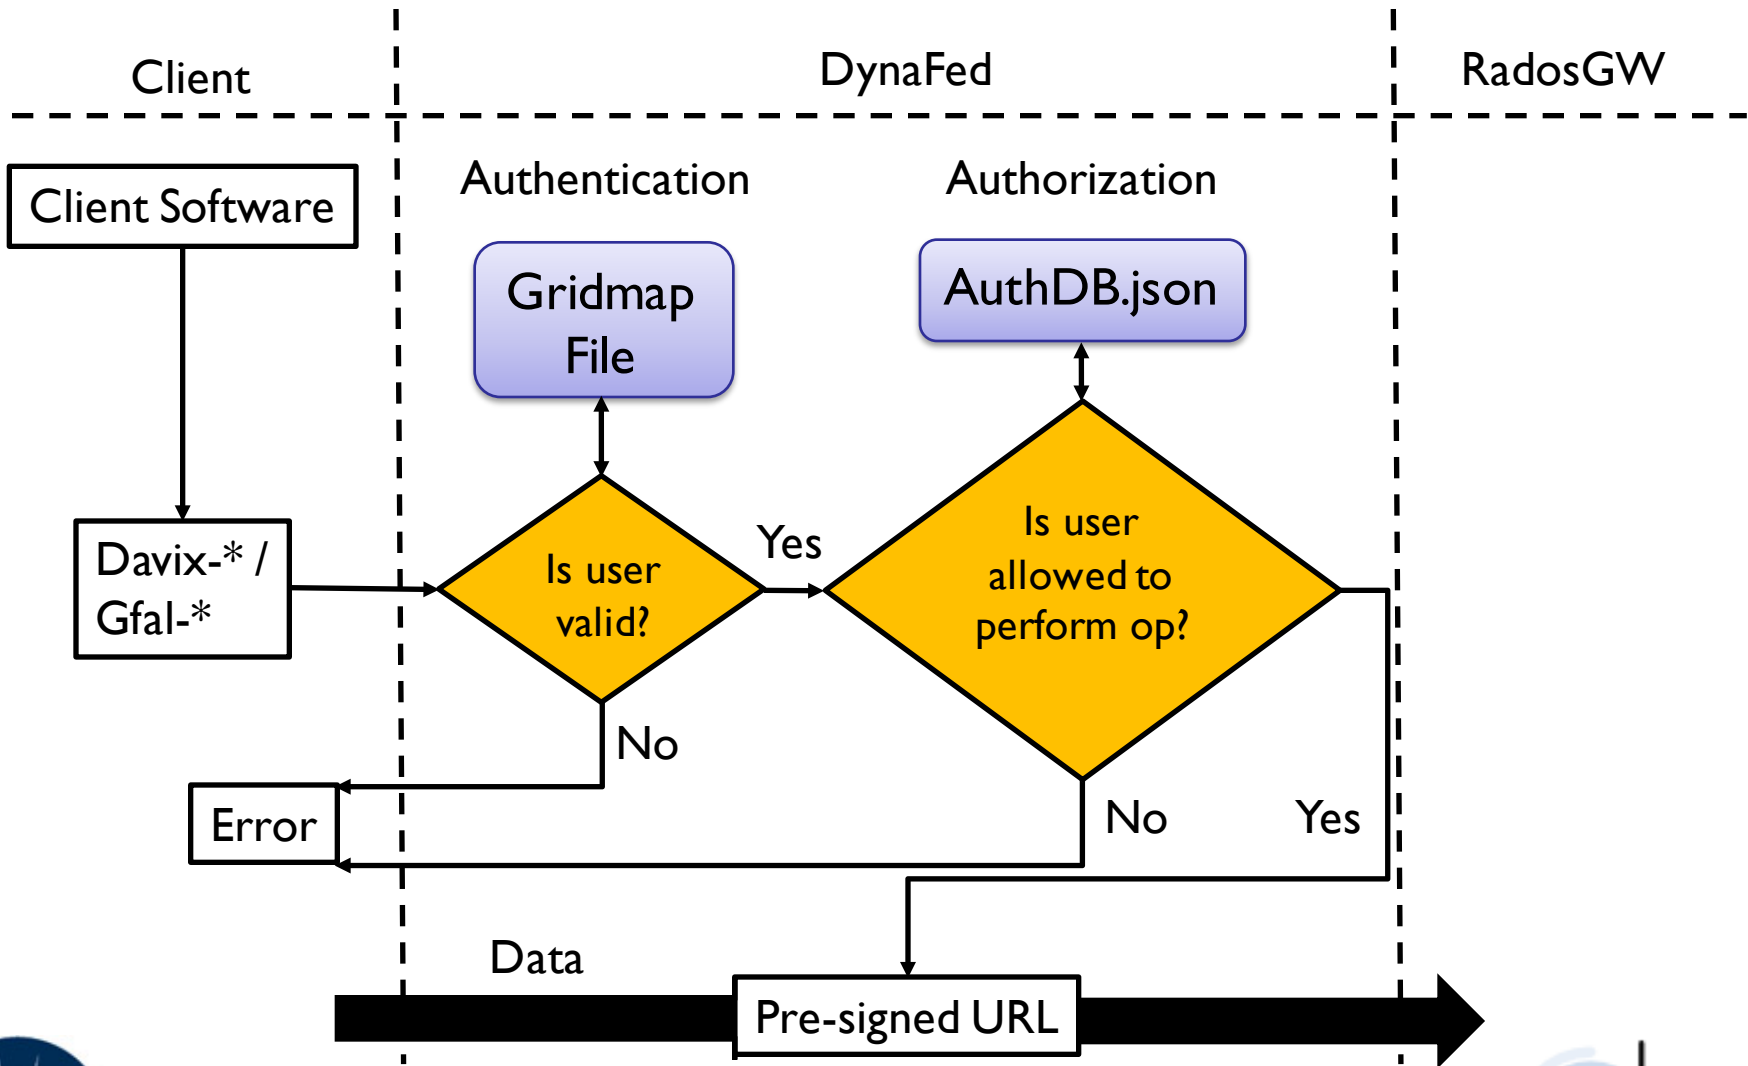 Client
DynaFed
RadosGW
Authentication
Authorization
Client Software
Gridmap
File
AuthDB.json
Davix-* /
Gfal-*
Is user
valid?
Yes
Is user
allowed to
perform op?
No
Error
No
Yes
Data
Pre-signed URL